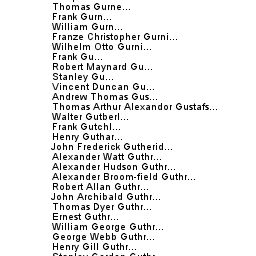 Thomas Gurne...
Frank Gurn...
William Gurn...
Franze Christopher Gurni...
Wilhelm Otto Gurni...
Frank Gu...
Robert Maynard Gu...
Stanley Gu...
Vincent Duncan Gu...
Andrew Thomas Gus...
Thomas Arthur Alexandor Gustafs...
Walter Gutberl...
Frank Gutchl...
Henry Guthar...
John Frederick Gutherid...
Alexander Watt Guthr...
Alexander Hudson Guthr...
Alexander Broom-field Guthr...
Robert Allan Guthr...
John Archibald Guthr...
Thomas Dyer Guthr...
Ernest Guthr...
William George Guthr...
George Webb Guthr...
Henry Gill Guthr...
Stanley Gordon Guthr...